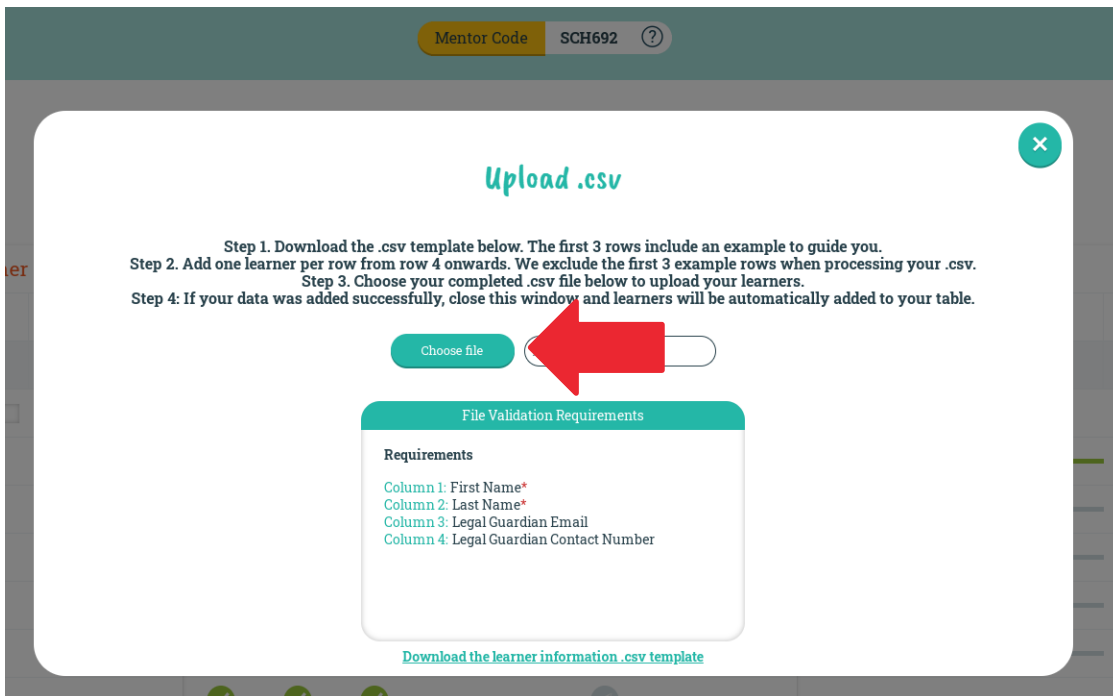 Mentor Code SCH692 ?
Upload .csv
Step 1. Download the .csv template below. The first 3 rows include an example to guide you.
Step 2. Add one learner per row from row 4 onwards. We exclude the first 3 example rows when processing your .csv.
Step 3. Choose your completed .csv file below to upload your learners.
Step 4: If your data was added successfully, close this window and learners will be automatically added to your table.
Choose file
File Validation Requirements
Requirements
Column 1: First Name*
Column 2: Last Name*
Column 3: Legal Guardian Email
Column 4: Legal Guardian Contact Number
Download the learner information .csv template